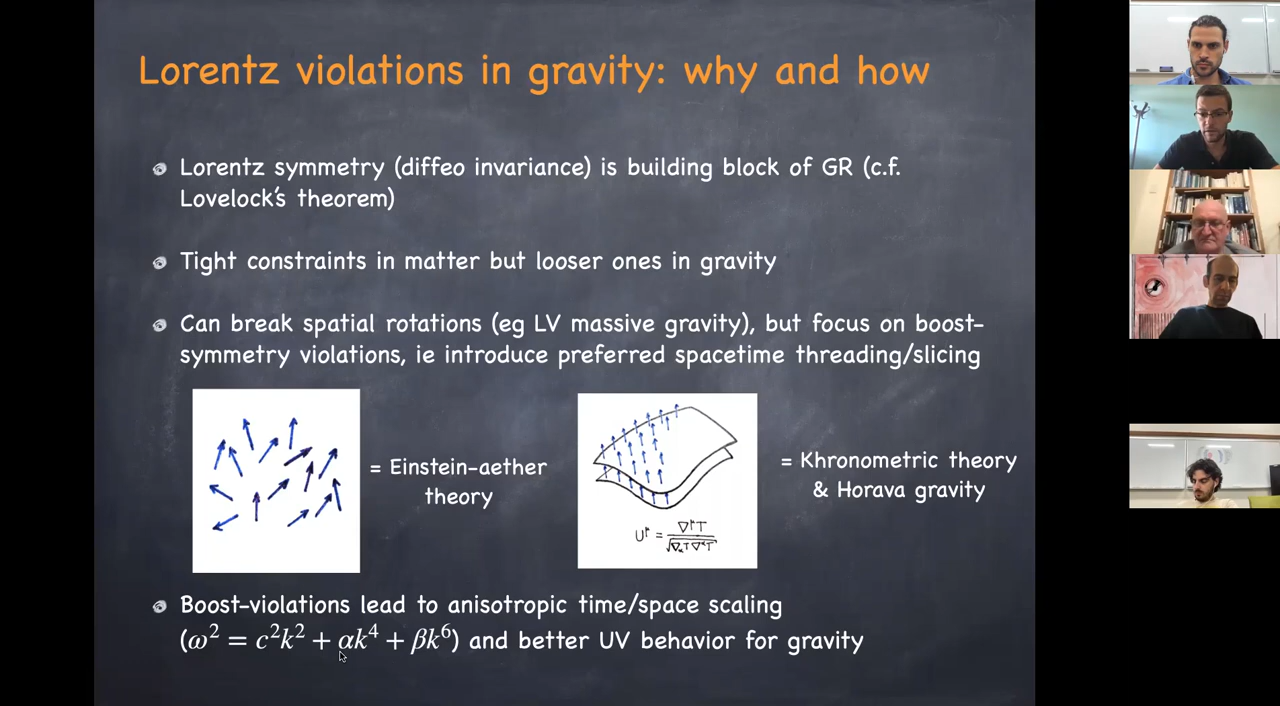 Lorentz violations in gravity: why and how
Lorentz symmetry (diffeo invariance) is building block of GR (c.f.
Lovelock's theorem)
Tight constraints in matter but looser ones in gravity
Can break spatial rotations (eg LV massive gravity), but focus on boost-
symmetry violations, ie introduce preferred spacetime threading/slicing
= Einstein-aether
theory
U^μ = ∇^μT / √∇_αT∇^αT
= Khronometric theory
& Horava gravity
Boost-violations lead to anisotropic time/space scaling
(ω² = c²k² + αk⁴ + βk⁶) and better UV behavior for gravity